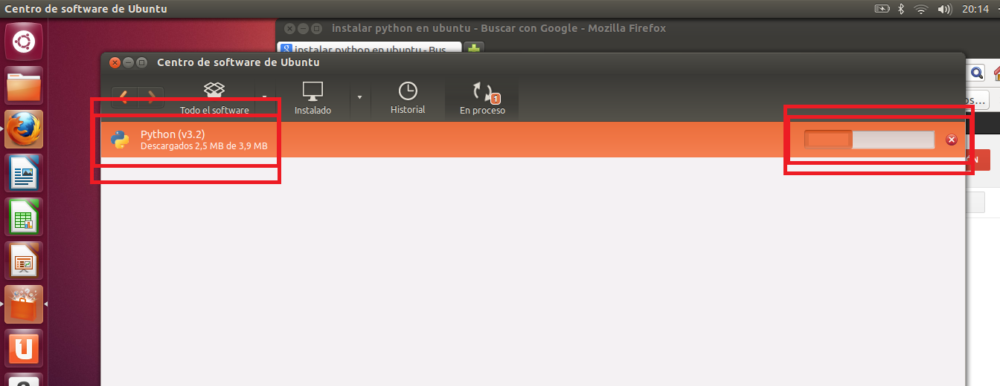 Centro de software de Ubuntu
20:14
instalar python en ubuntu - Buscar con Google - Mozilla Firefox
instalar python en ubuntu - Bus
Centro de software de Ubuntu
Todo el software
Instalado
Historial
En proceso
1
Python (v3.2)
Descargados 2,5 MB de 3,9 MB